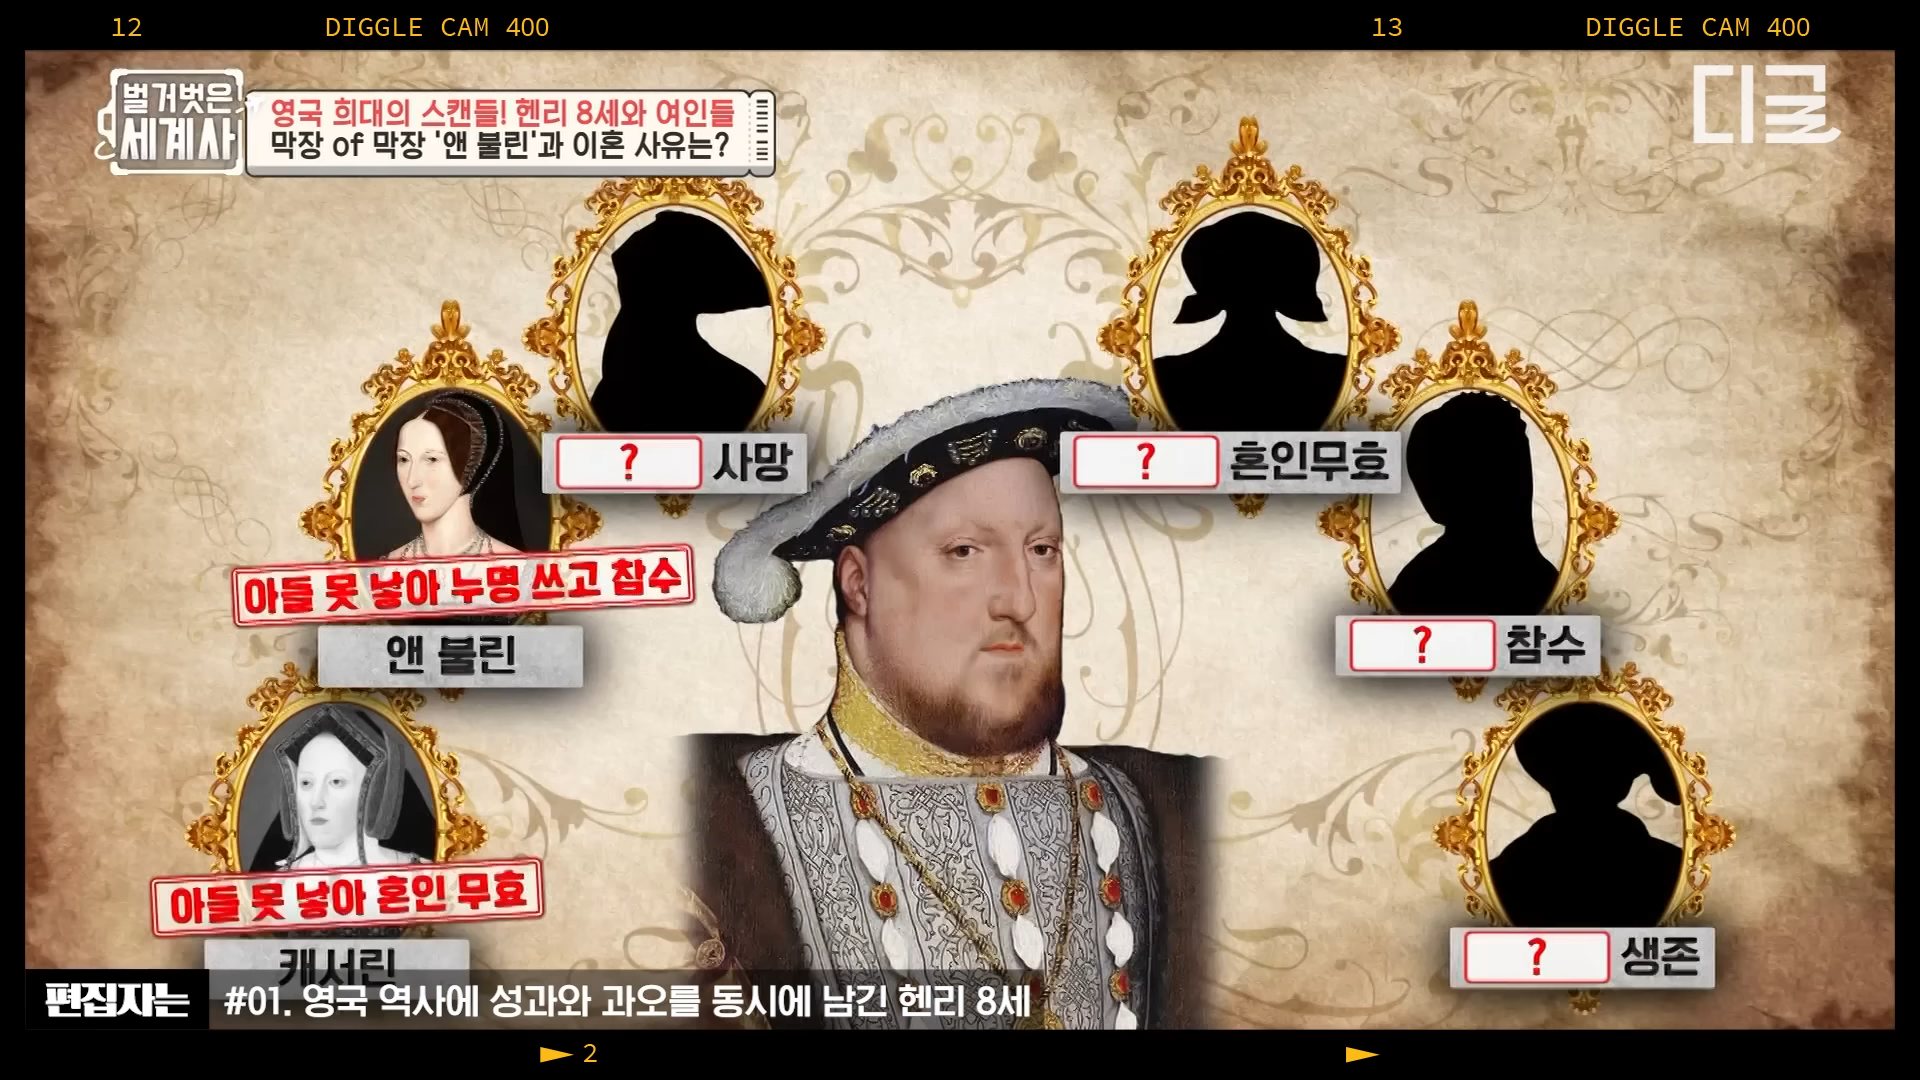 12
DIGGLE CAM 400
13
DIGGLE CAM 400
벌거벗은
세계사
영국 희대의 스캔들! 헨리 8세와 여인들
막장 of 막장 '앤 불린'과 이혼 사유는?
디글
? 사망
? 혼인무효
아들 못 낳아 누명 쓰고 참수
앤 불린
? 참수
아들 못 낳아 혼인 무효
캐서린
? 생존
편집자는
#01. 영국 역사에 성과와 과오를 동시에 남긴 헨리 8세
2